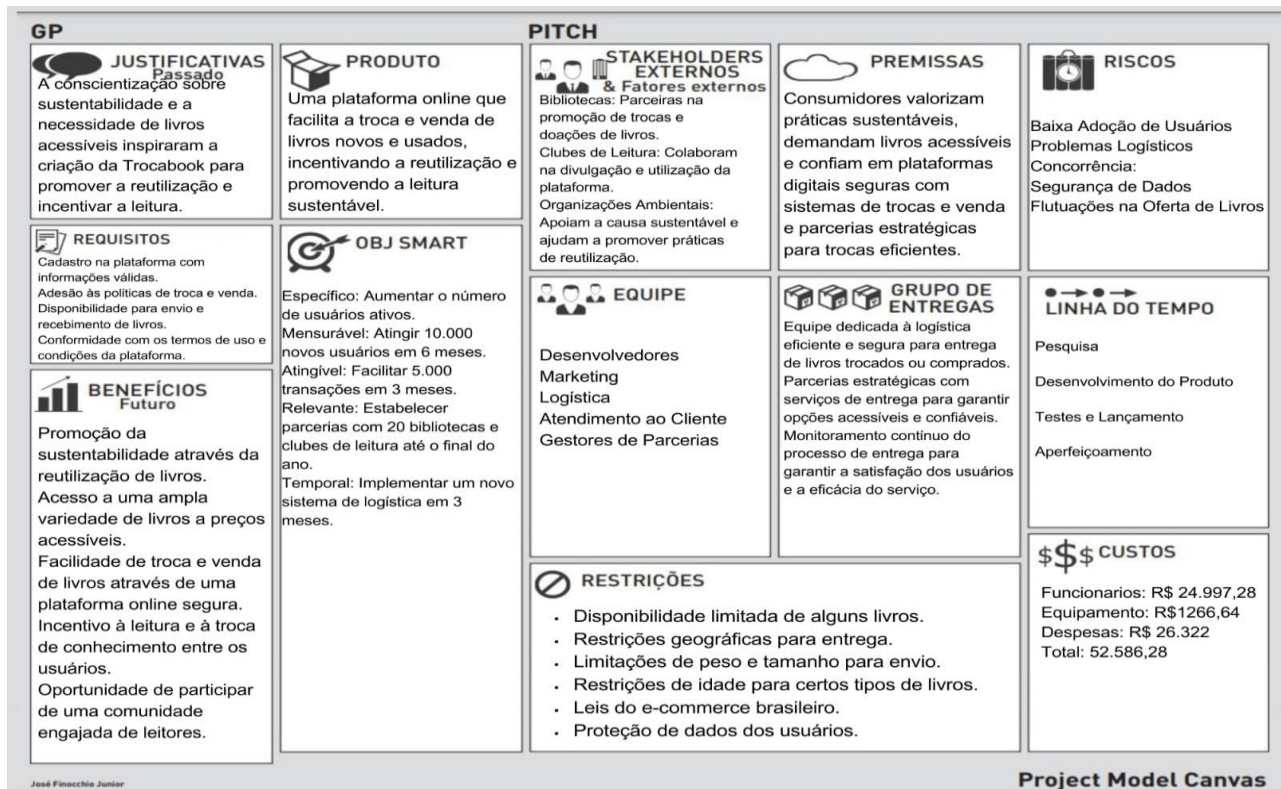 GP
PITCH
JUSTIFICATIVAS
Passado
A conscientização sobre
sustentabilidade e a
necessidade de livros
acessíveis inspiraram a
criação da Trocabook para
promover a reutilização e
incentivar a leitura.
PRODUTO
Uma plataforma online que
facilita a troca e venda de
livros novos e usados,
incentivando a reutilização e
promovendo a leitura
sustentável.
STAKEHOLDERS
EXTERNOS
& Fatores externos
Bibliotecas: Parceiras na
promoção de trocas e
doações de livros.
Clubes de Leitura: Colaboram
na divulgação e utilização da
plataforma.
Organizações Ambientais:
Apoiam a causa sustentável e
ajudam a promover práticas
de reutilização.
PREMISSAS
Consumidores valorizam
práticas sustentáveis,
demandam livros acessíveis
e confiam em plataformas
digitais seguras com
sistemas de trocas e venda
e parcerias estratégicas
para trocas eficientes.
RISCOS
Baixa Adoção de Usuários
Problemas Logísticos
Concorrência:
Segurança de Dados
Flutuações na Oferta de Livros
REQUISITOS
Cadastro na plataforma com
informações válidas.
Adesão às políticas de troca e venda.
Disponibilidade para envio e
recebimento de livros.
Conformidade com os termos de uso e
condições da plataforma.
OBJ SMART
Específico: Aumentar o número
de usuários ativos.
Mensurável: Atingir 10.000
novos usuários em 6 meses.
Atingível: Facilitar 5.000
transações em 3 meses.
Relevante: Estabelecer
parcerias com 20 bibliotecas e
clubes de leitura até o final do
ano.
Temporal: Implementar um novo
sistema de logística em 3
meses.
EQUIPE
Desenvolvedores
Marketing
Logística
Atendimento ao Cliente
Gestores de Parcerias
GRUPO DE
ENTREGAS
Equipe dedicada à logística
eficiente e segura para entrega
de livros trocados ou comprados.
Parcerias estratégicas com
serviços de entrega para garantir
opções acessíveis e confiáveis.
Monitoramento contínuo do
processo de entrega para
garantir a satisfação dos usuários
e a eficácia do serviço.
LINHA DO TEMPO
Pesquisa
Desenvolvimento do Produto
Testes e Lançamento
Aperfeiçoamento
BENEFÍCIOS
Futuro
Promoção da
sustentabilidade através da
reutilização de livros.
Acesso a uma ampla
variedade de livros a preços
acessíveis.
Facilidade de troca e venda
de livros através de uma
plataforma online segura.
Incentivo à leitura e à troca
de conhecimento entre os
usuários.
Oportunidade de participar
de uma comunidade
engajada de leitores.
RESTRIÇÕES
• Disponibilidade limitada de alguns livros.
• Restrições geográficas para entrega.
• Limitações de peso e tamanho para envio.
• Restrições de idade para certos tipos de livros.
• Leis do e-commerce brasileiro.
• Proteção de dados dos usuários.
$$$ CUSTOS
Funcionarios: R$ 24.997,28
Equipamento: R$1266,64
Despesas: R$ 26.322
Total: 52.586,28
José Finocchio Junior
Project Model Canvas